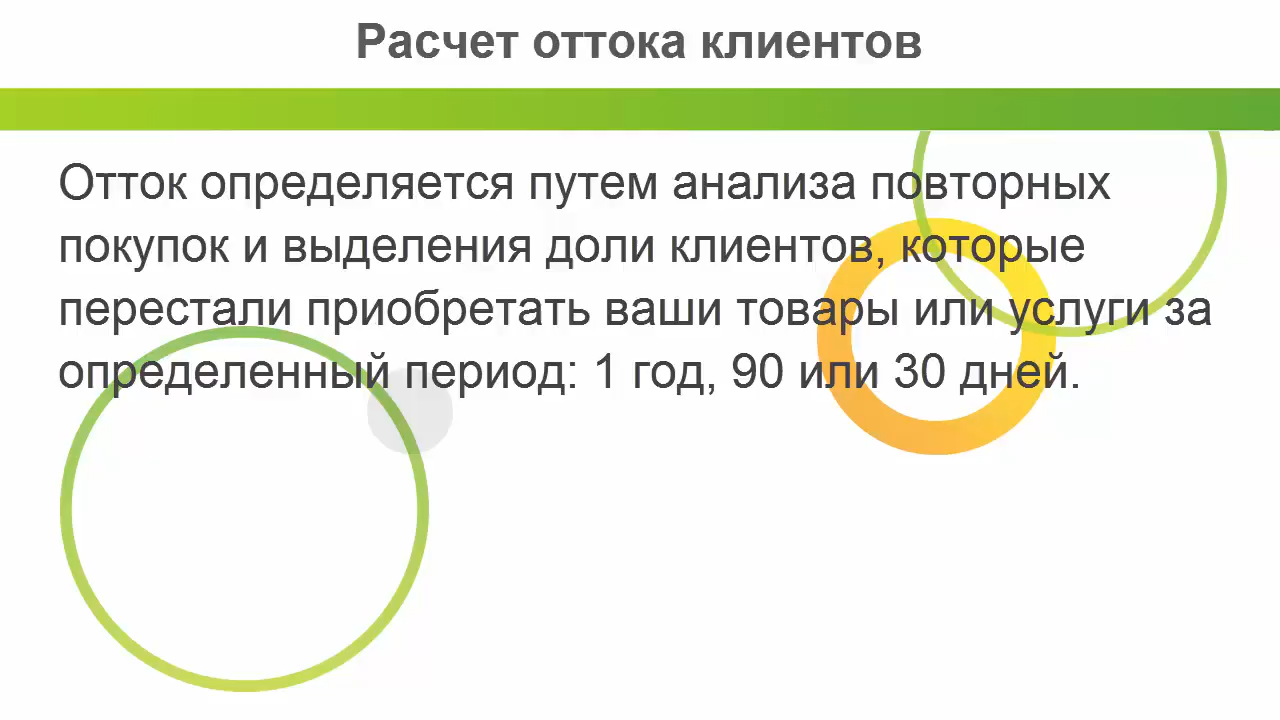 Расчет оттока клиентов
Отток определяется путем анализа повторных
покупок и выделения доли клиентов, которые
перестали приобретать ваши товары или услуги за
определенный период: 1 год, 90 или 30 дней.